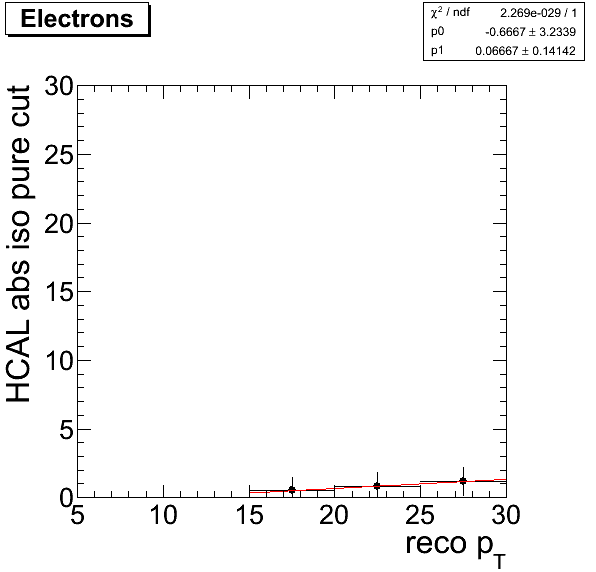 Electrons
χ² / ndf 2.269e-029 / 1
p0 -0.6667 ± 3.2339
p1 0.06667 ± 0.14142
HCAL abs iso pure cut
30
25
20
15
10
5
0
5 10 15 20 25 30
reco p_T